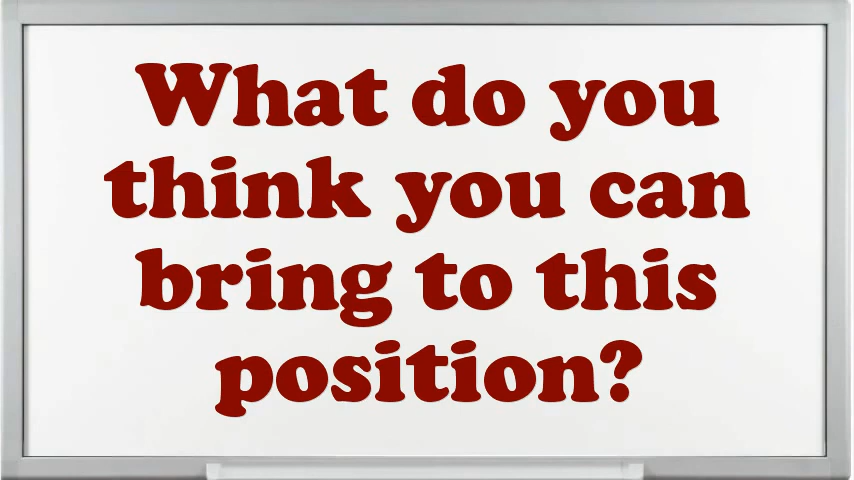 What do you
think you can
bring to this
position?